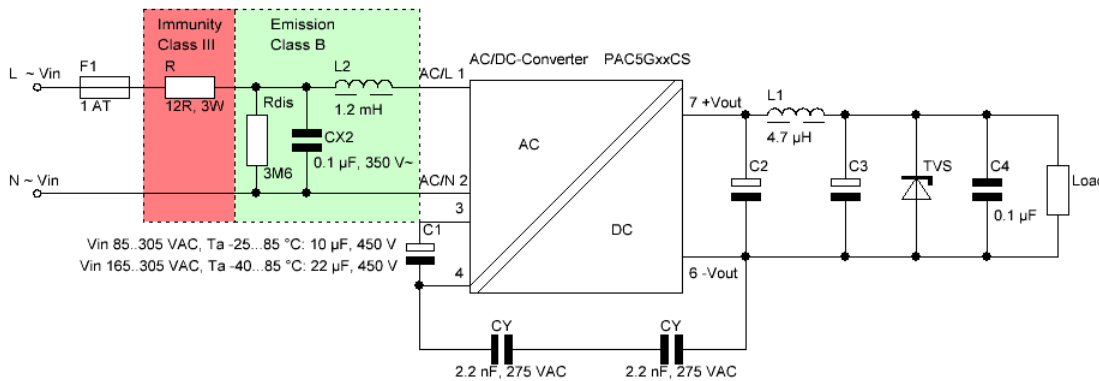 Immunity
Class III
Emission
Class B
AC/DC-Converter PAC5GxxCS
L ~ Vin
F1
1 AT
R
12R, 3W
L2
1.2 mH
AC/L 1
Rdis
3M6
CX2
0.1 µF, 350 V~
N ~ Vin
AC/N 2
3
C1
4
Vin 85..305 VAC, Ta -25...85 °C: 10 µF, 450 V
Vin 165..305 VAC, Ta -40...85 °C: 22 µF, 450 V
AC
DC
7 +Vout
L1
4.7 µH
C2
C3
TVS
C4
0.1 µF
Load
6 -Vout
CY
2.2 nF, 275 VAC
CY
2.2 nF, 275 VAC